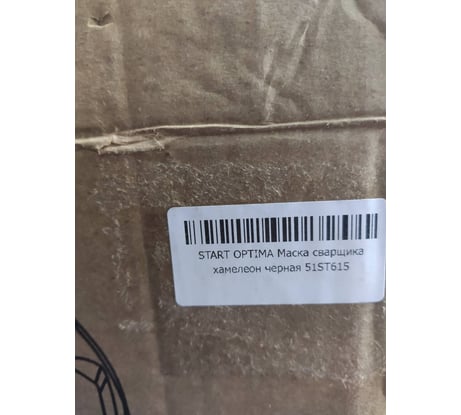 START OPTIMA Маска сварщика
хамелеон черная 51ST615